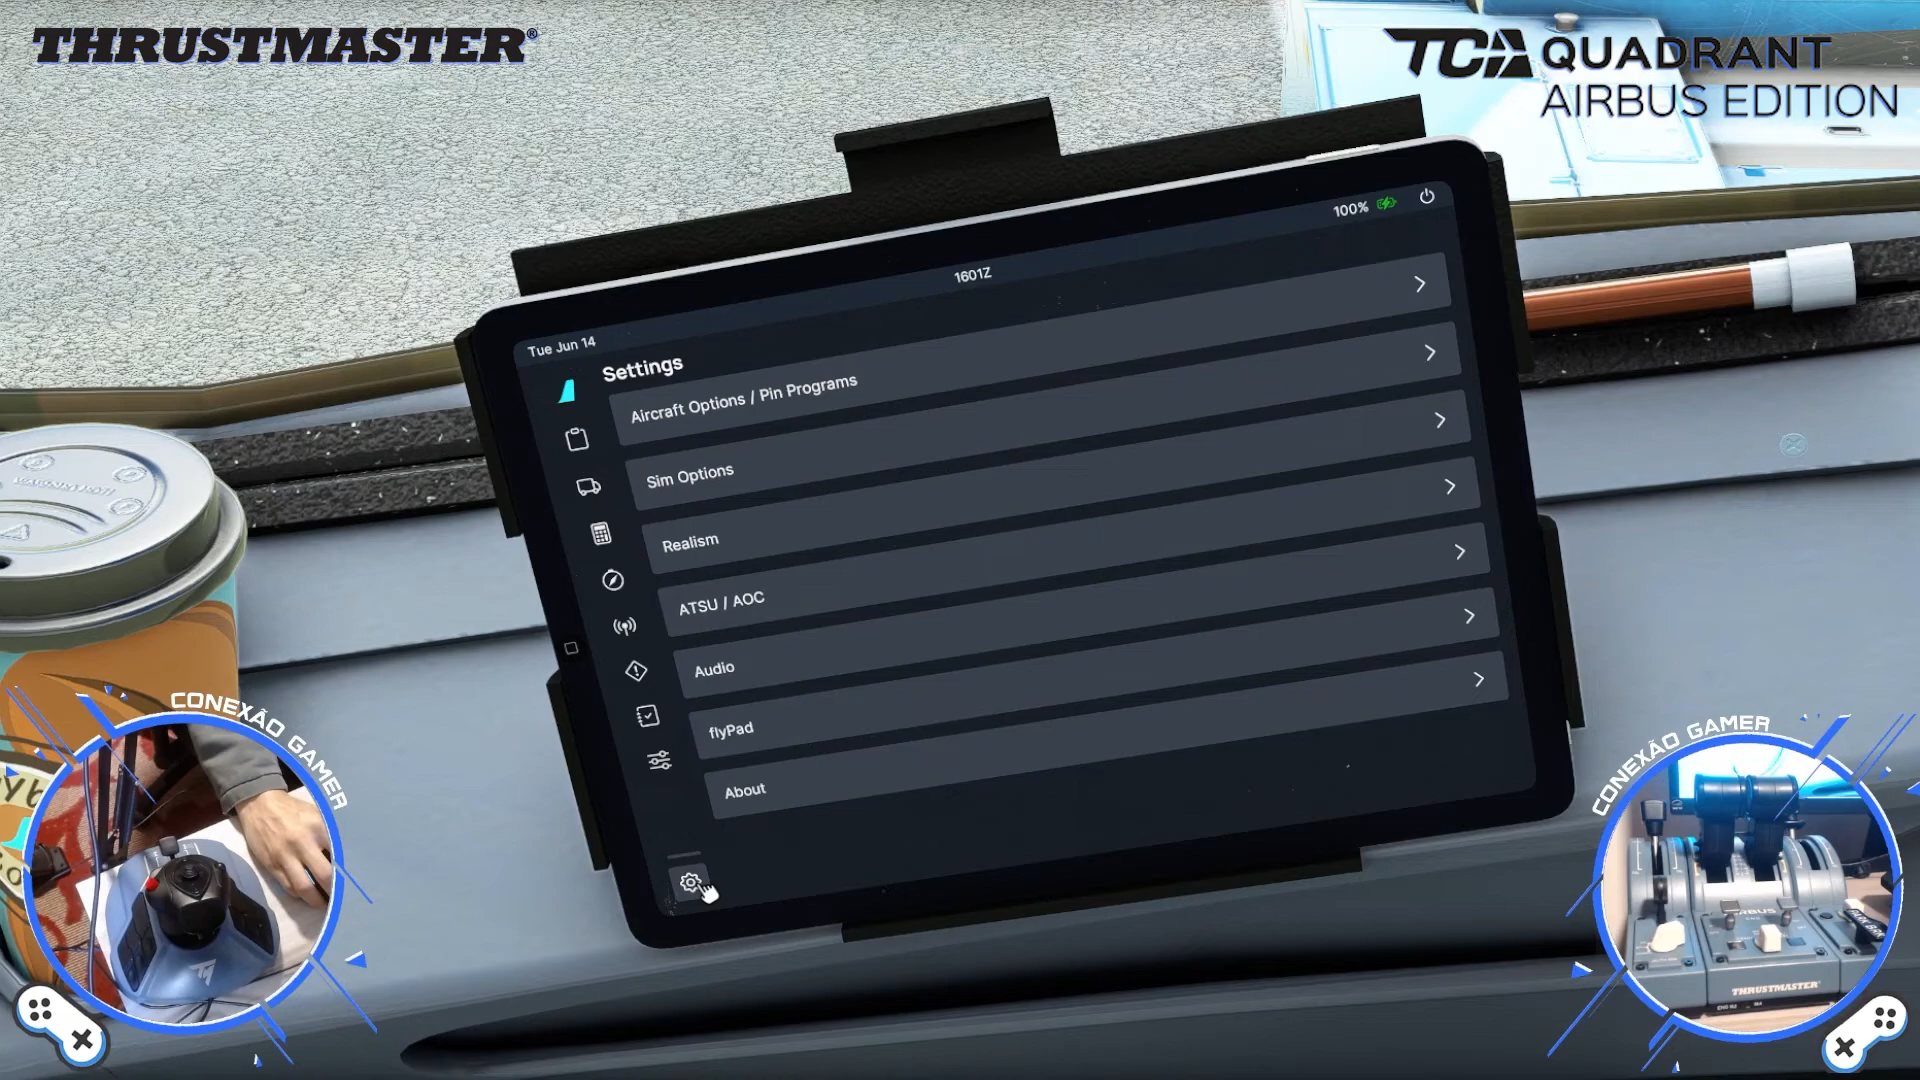 THRUSTMASTER®
TCA QUADRANT
AIRBUS EDITION
100%
1601Z
Tue Jun 14
Settings
Aircraft Options / Pin Programs
Sim Options
Realism
ATSU / AOC
Audio
flyPad
About
CONEXÃO GAMER
CONEXÃO GAMER
AIRBUS
THRUSTMASTER